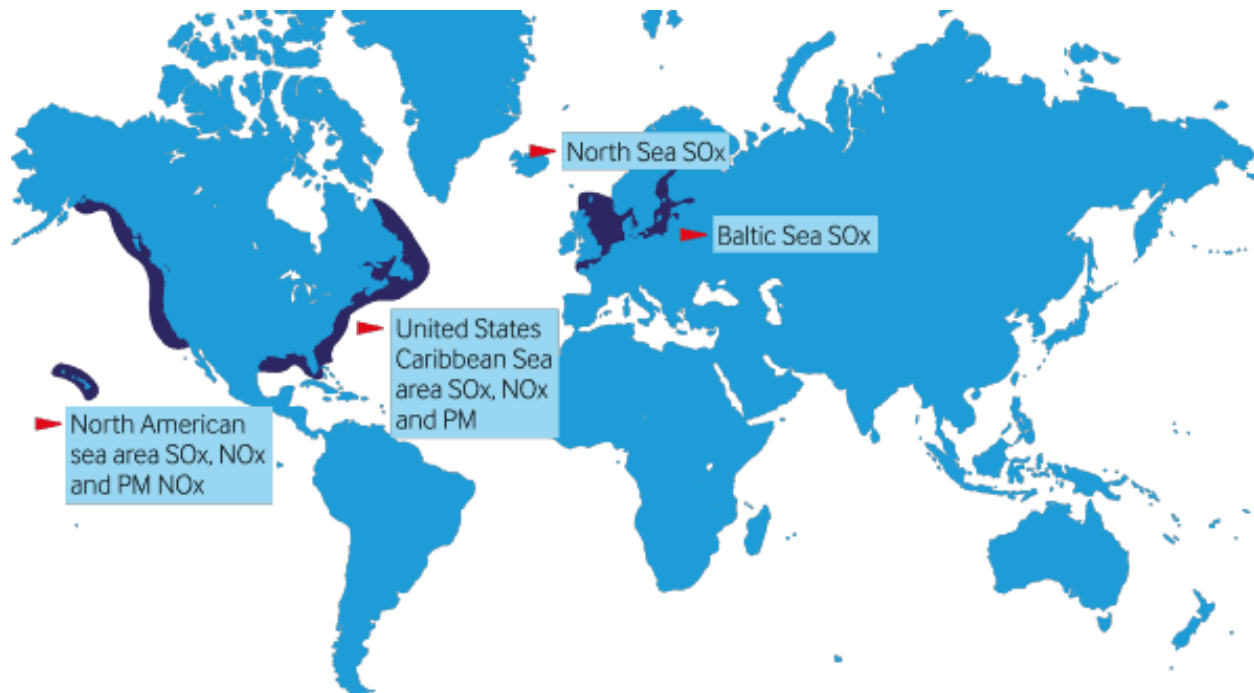 North Sea SOx
Baltic Sea SOx
United States
Caribbean Sea
area SOx, NOx
and PM
North American
sea area SOx, NOx
and PM NOx